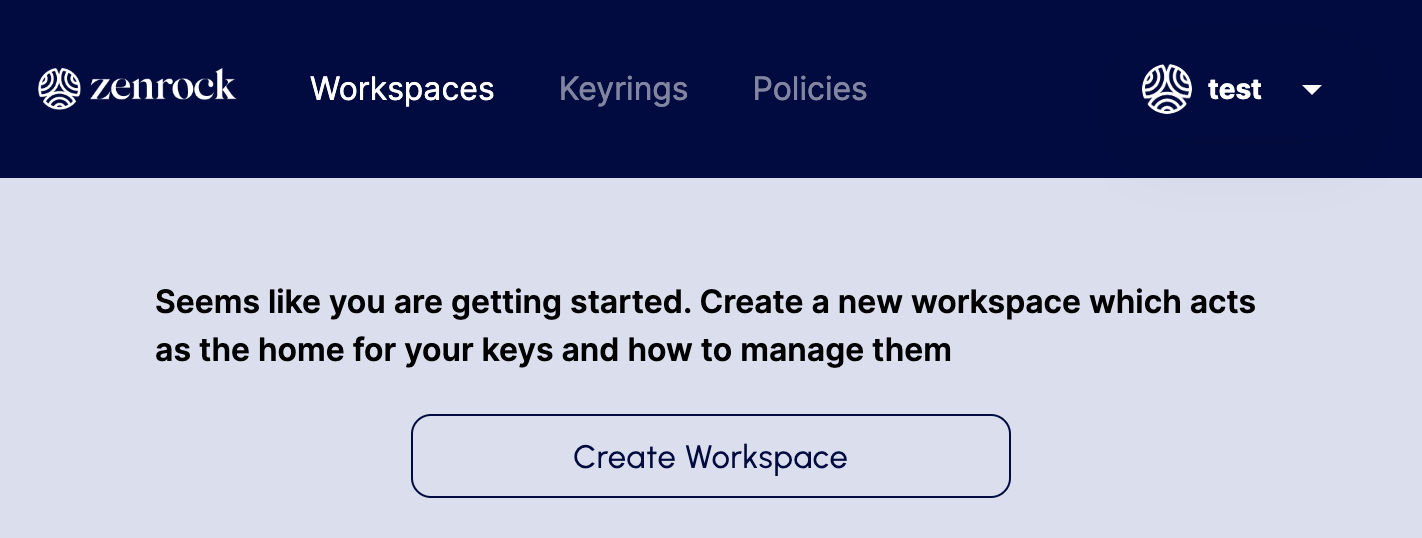 zenrock Workspaces Keyrings Policies test
Seems like you are getting started. Create a new workspace which acts
as the home for your keys and how to manage them
Create Workspace